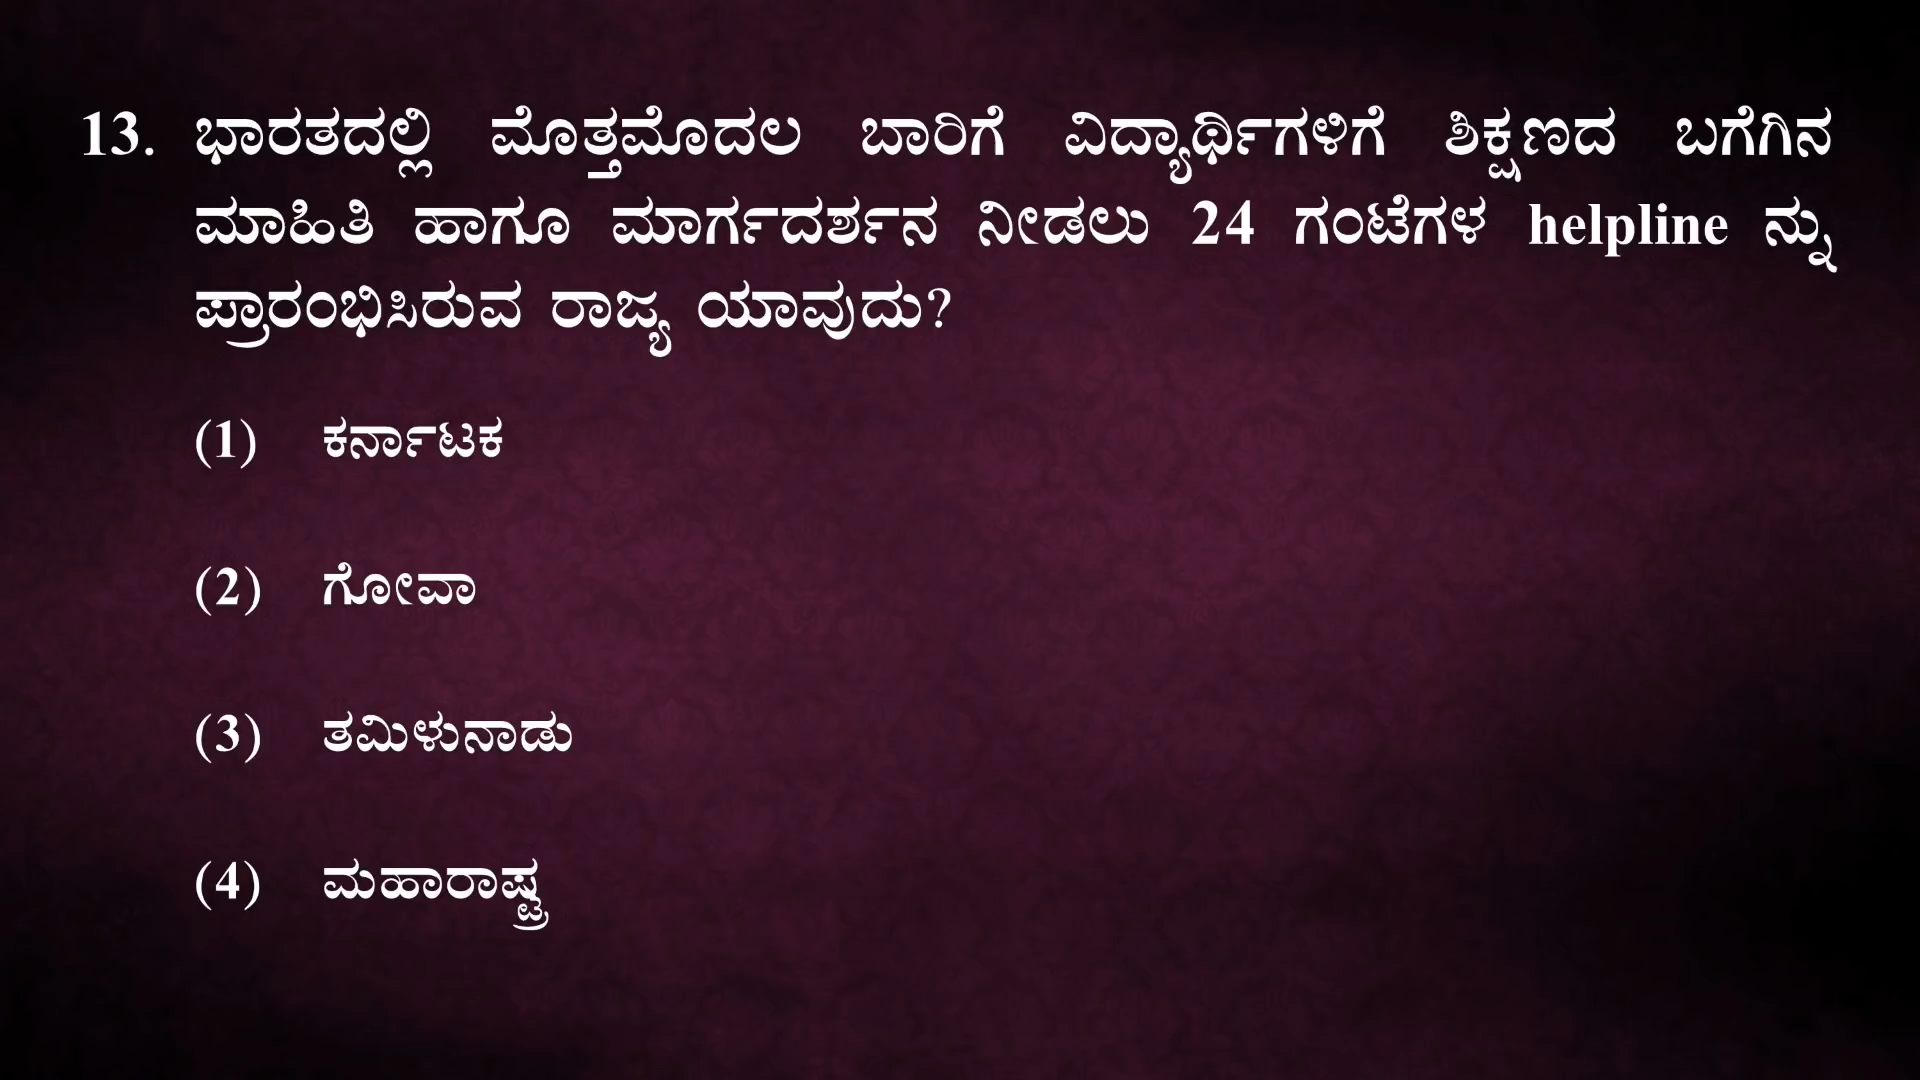 13. ಭಾರತದಲ್ಲಿ ಮೊತ್ತಮೊದಲ ಬಾರಿಗೆ ವಿದ್ಯಾರ್ಥಿಗಳಿಗೆ ಶಿಕ್ಷಣದ ಬಗೆಗಿನ
ಮಾಹಿತಿ ಹಾಗೂ ಮಾರ್ಗದರ್ಶನ ನೀಡಲು 24 ಗಂಟೆಗಳ helpline ನ್ನು
ಪ್ರಾರಂಭಿಸಿರುವ ರಾಜ್ಯ ಯಾವುದು?
(1) ಕರ್ನಾಟಕ
(2) ಗೋವಾ
(3) ತಮಿಳುನಾಡು
(4) ಮಹಾರಾಷ್ಟ್ರ